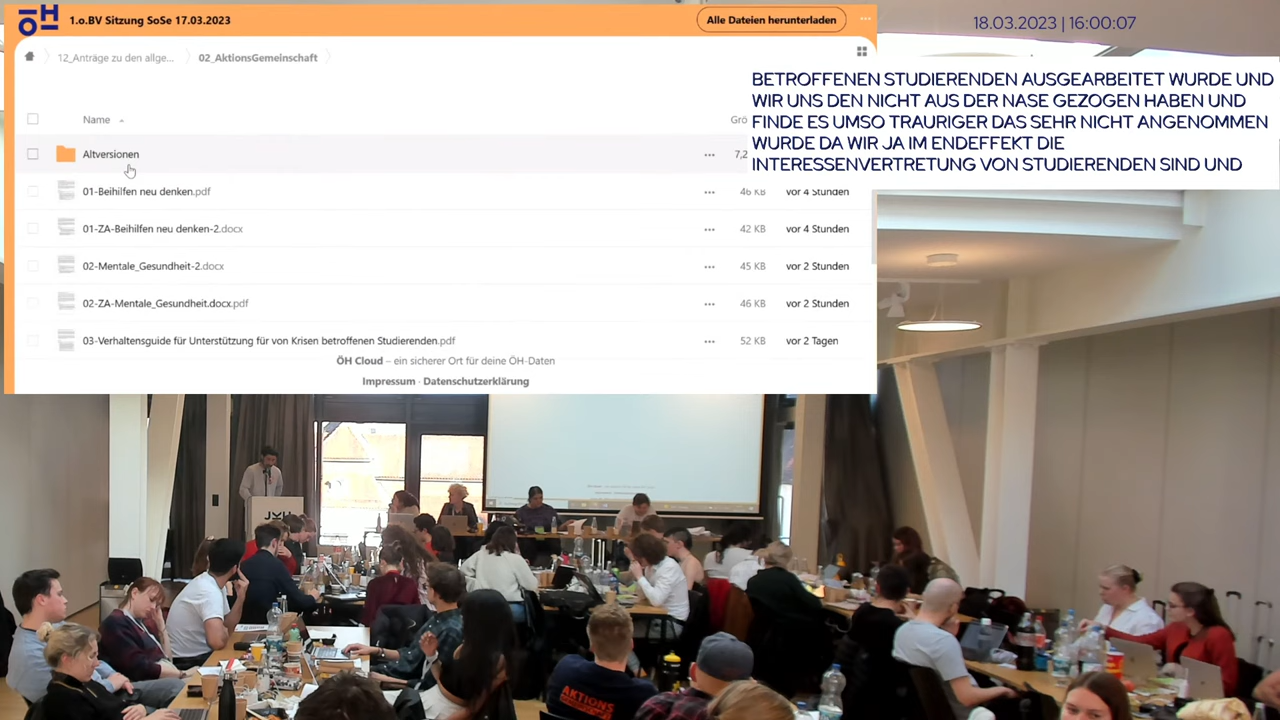 ÖH
1.o.BV Sitzung SoSe 17.03.2023
Alle Dateien herunterladen
18.03.2023 | 16:00:07
12_Anträge zu den allge...
02_AktionsGemeinschaft
BETROFFENEN STUDIERENDEN AUSGEARBEITET WURDE UND
WIR UNS DEN NICHT AUS DER NASE GEZOGEN HABEN UND
FINDE ES UMSO TRAURIGER DAS SEHR NICHT ANGENOMMEN
WURDE DA WIR JA IM ENDEFFEKT DIE
INTERESSENVERTRETUNG VON STUDIERENDEN SIND UND
Name
Grö
Altversionen
7,2
01-Beihilfen neu denken.pdf
46 KB
vor 4 Stunden
01-ZA-Beihilfen neu denken-2.docx
42 KB
vor 4 Stunden
02-Mentale_Gesundheit-2.docx
45 KB
vor 2 Stunden
02-ZA-Mentale_Gesundheit.docx.pdf
46 KB
vor 2 Stunden
03-Verhaltensguide für Unterstützung für von Krisen betroffenen Studierenden.pdf
52 KB
vor 2 Tagen
ÖH Cloud – ein sicherer Ort für deine ÖH-Daten
Impressum · Datenschutzerklärung
AKTIONS